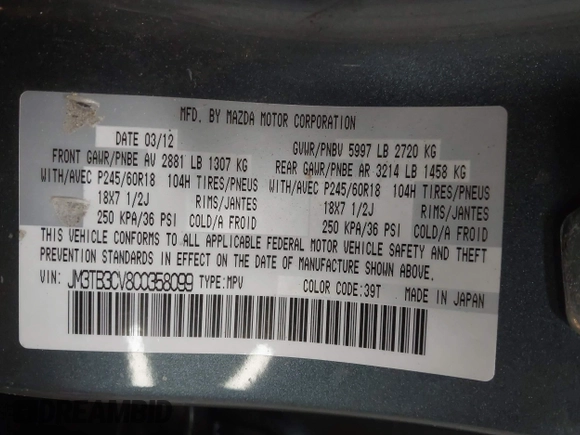 MFD. BY MAZDA MOTOR CORPORATION
DATE 03/12 GVWR/PNBV 5997 LB 2720 KG
FRONT GAWR/PNBE AV 2881 LB 1307 KG REAR GAWR/PNBE AR 3214 LB 1458 KG
WITH/AVEC P245/60R18 104H TIRES/PNEUS WITH/AVEC P245/60R18 104H TIRES/PNEUS
18X7 1/2J RIMS/JANTES 18X7 1/2J RIMS/JANTES
250 KPA/36 PSI COLD/A FROID 250 KPA/36 PSI COLD/A FROID
THIS VEHICLE CONFORMS TO ALL APPLICABLE FEDERAL MOTOR VEHICLE SAFETY AND THEFT
PREVENTION STANDARDS IN EFFECT ON THE DATE OF MANUFACTURE SHOWN ABOVE.
VIN: JM3TB3CV8C0358099 TYPE: MPV COLOR CODE: 39T MADE IN JAPAN
DREAMBID